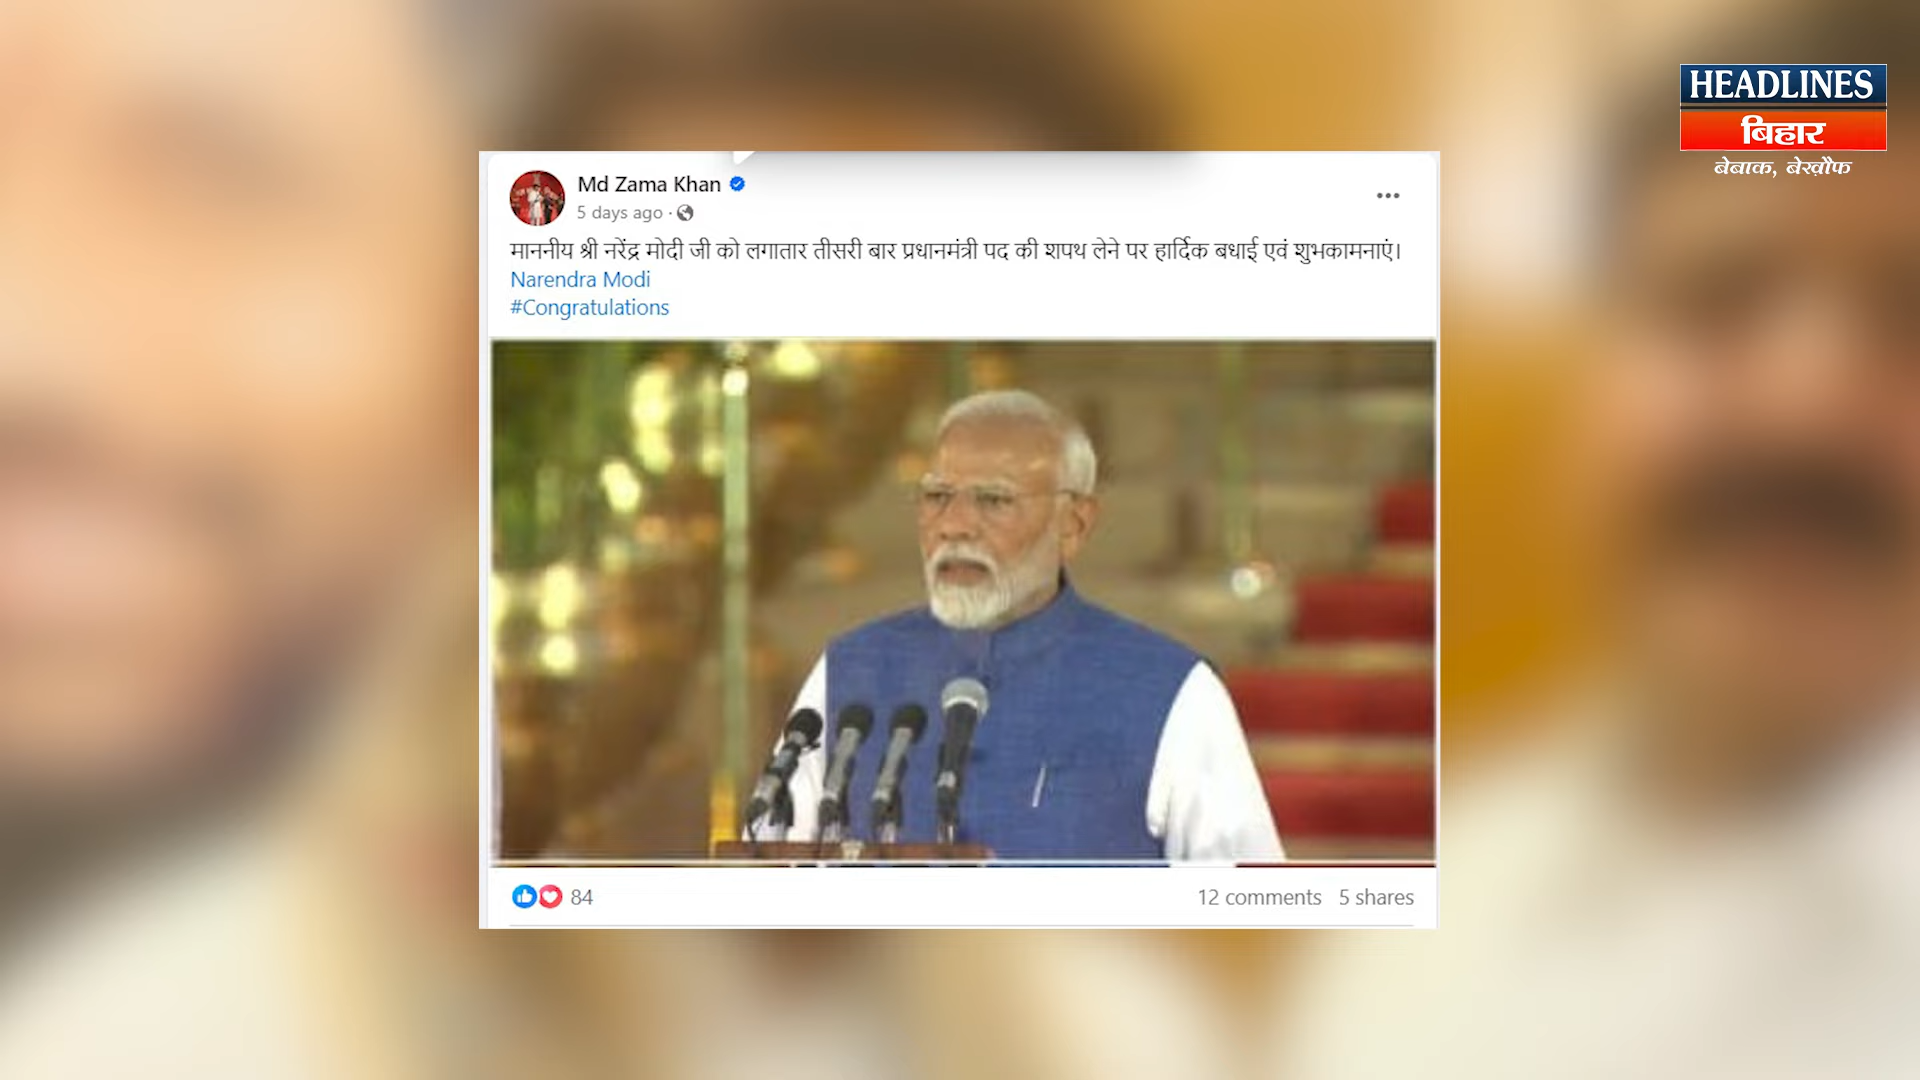 HEADLINES
बिहार
बेबाक, बेख़ौफ
Md Zama Khan
5 days ago ·
माननीय श्री नरेंद्र मोदी जी को लगातार तीसरी बार प्रधानमंत्री पद की शपथ लेने पर हार्दिक बधाई एवं शुभकामनाएं।
Narendra Modi
#Congratulations
84
12 comments 5 shares